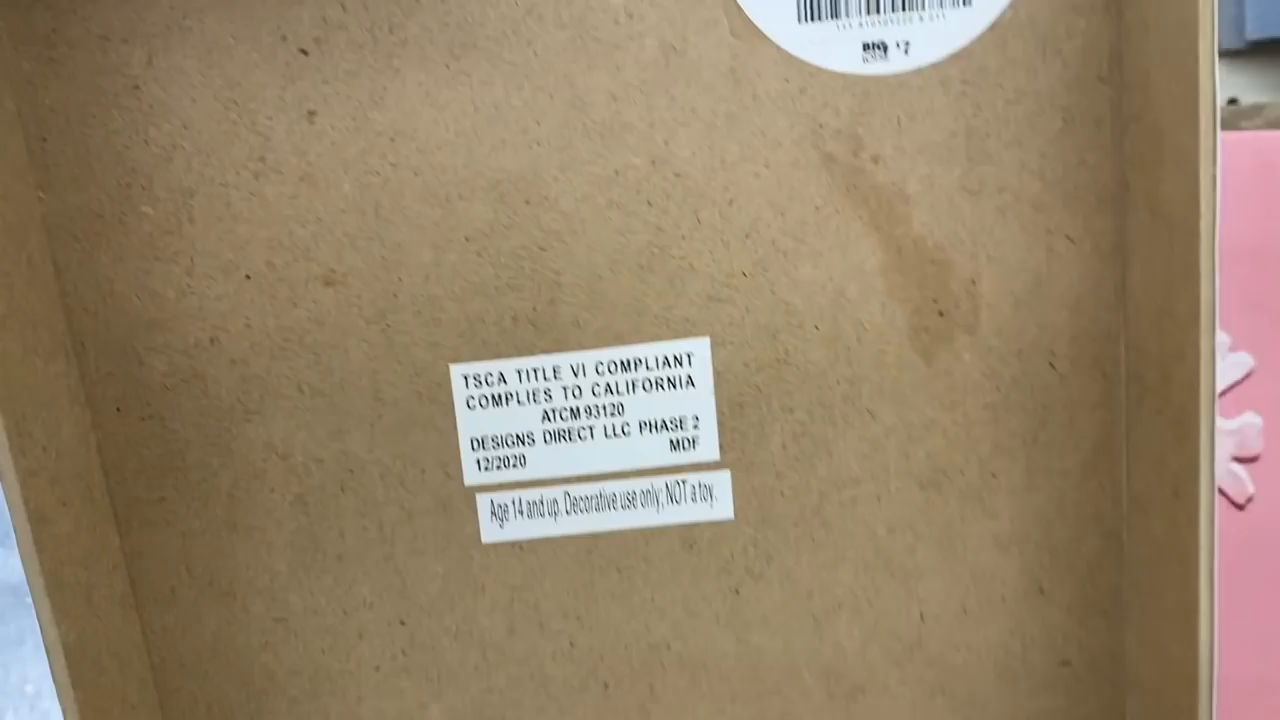 TSCA TITLE VI COMPLIANT
COMPLIES TO CALIFORNIA
ATCM 93120
DESIGNS DIRECT LLC PHASE 2
12/2020 MDF
Age 14 and up. Decorative use only; NOT a toy.